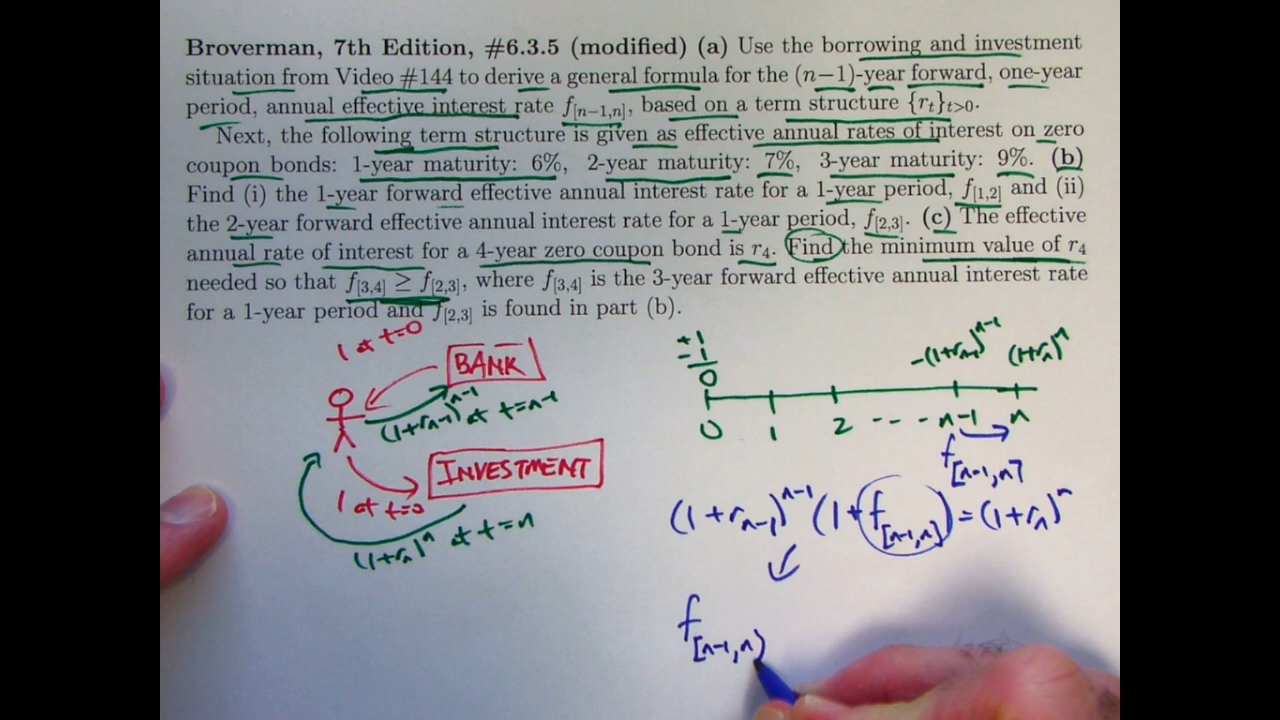 Broverman, 7th Edition, #6.3.5 (modified) (a) Use the borrowing and investment
situation from Video #144 to derive a general formula for the (n−1)-year forward, one-year
period, annual effective interest rate f[n−1,n], based on a term structure {rₜ}ₜ>₀.
Next, the following term structure is given as effective annual rates of interest on zero
coupon bonds: 1-year maturity: 6%, 2-year maturity: 7%, 3-year maturity: 9%. (b)
Find (i) the 1-year forward effective annual interest rate for a 1-year period, f[1,2] and (ii)
the 2-year forward effective annual interest rate for a 1-year period, f[2,3]. (c) The effective
annual rate of interest for a 4-year zero coupon bond is r₄. Find the minimum value of r₄
needed so that f[3,4] ≥ f[2,3], where f[3,4] is the 3-year forward effective annual interest rate
for a 1-year period and f[2,3] is found in part (b).
1 at t=0
BANK
(1+rₙ₋₁)ⁿ⁻¹ at t=n-1
INVESTMENT
1 at t=0
(1+rₙ)ⁿ at t=n
+1
-1
0
-(1+rₙ₋₁)ⁿ⁻¹ (1+rₙ)ⁿ
0 1 2 --- n-1 n
f[n-1,n]
(1+rₙ₋₁)ⁿ⁻¹(1+f[n-1,n])=(1+rₙ)ⁿ
f[n-1,n)